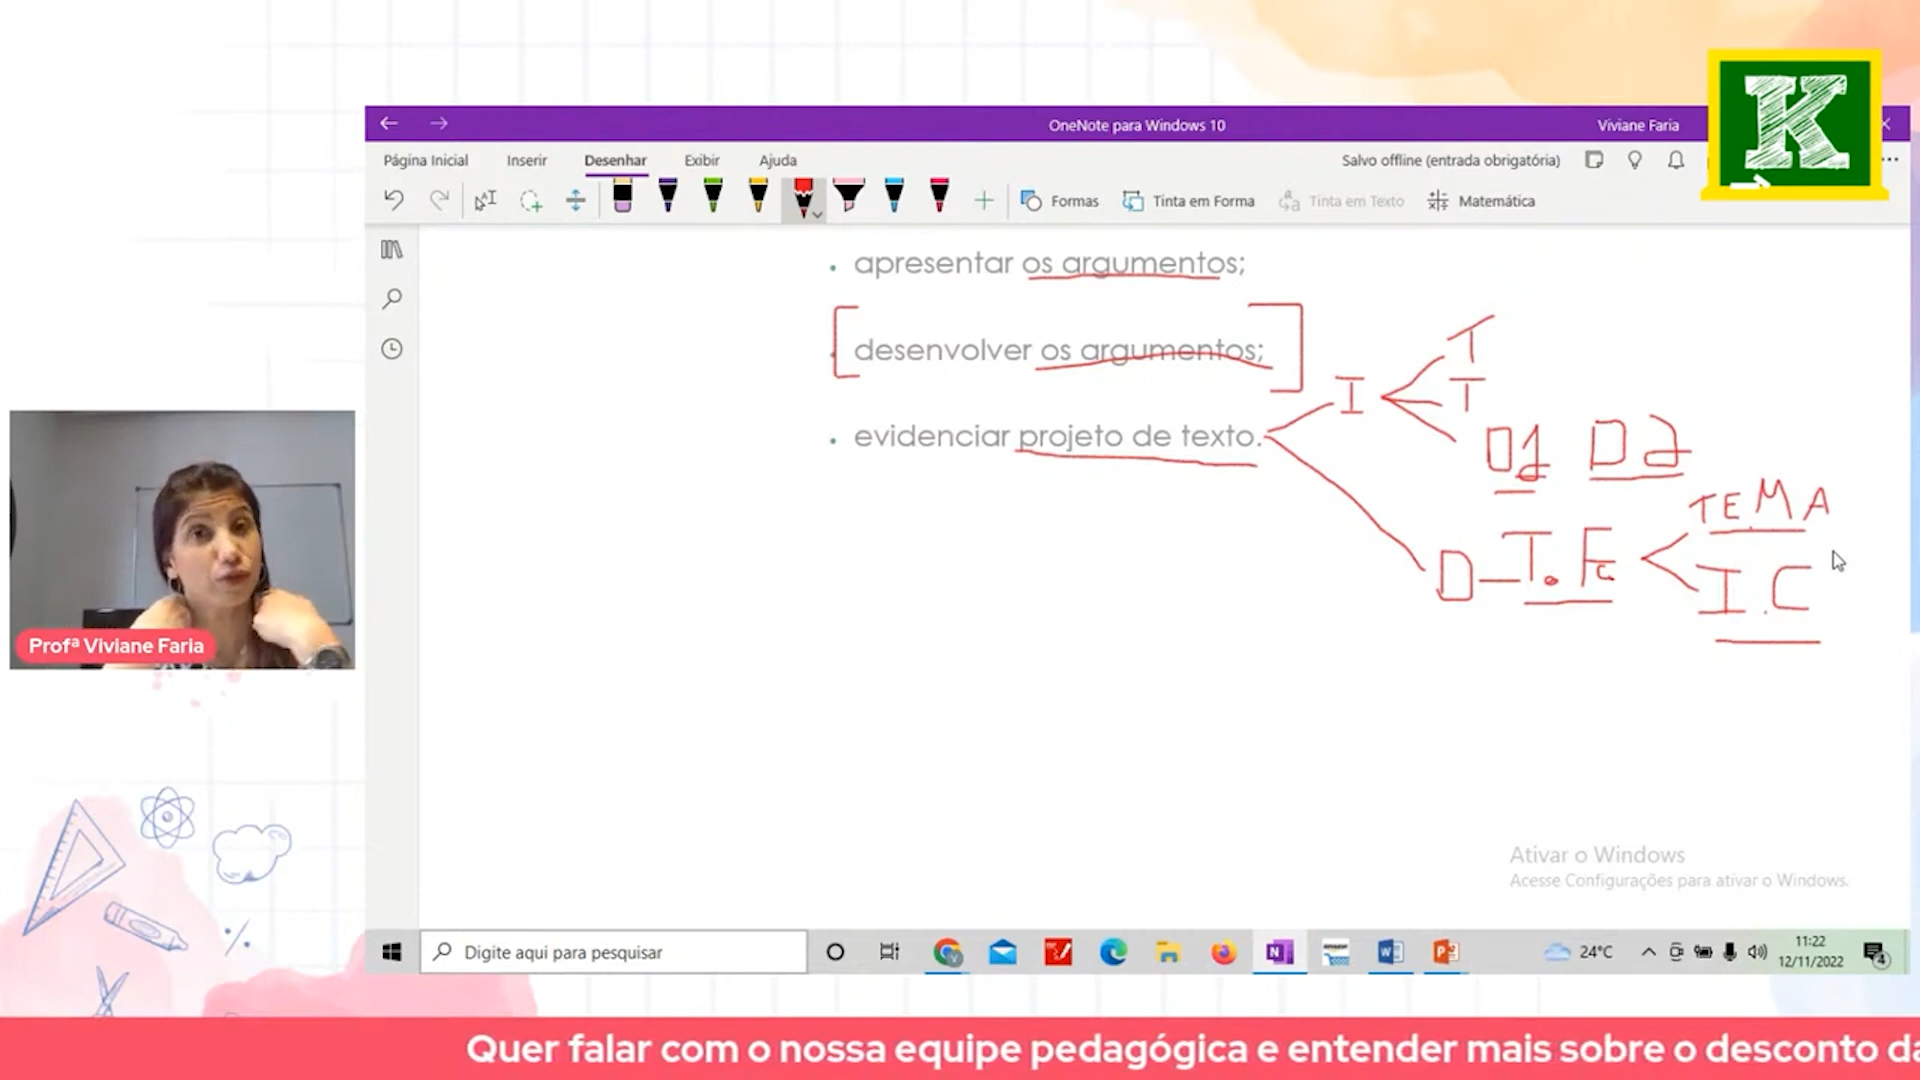 K
OneNote para Windows 10
Viviane Faria
Página Inicial
Inserir
Desenhar
Exibir
Ajuda
Salvo offline (entrada obrigatória)
Formas
Tinta em Forma
Tinta em Texto
Matemática
• apresentar os argumentos;
• desenvolver os argumentos;
• evidenciar projeto de texto.
I
T
T
D1 D2
D - T. F.
TEMA
I.C
Profª Viviane Faria
Ativar o Windows
Acesse Configurações para ativar o Windows.
Digite aqui para pesquisar
24°C
11:22
12/11/2022
4
Quer falar com o nossa equipe pedagógica e entender mais sobre o desconto da